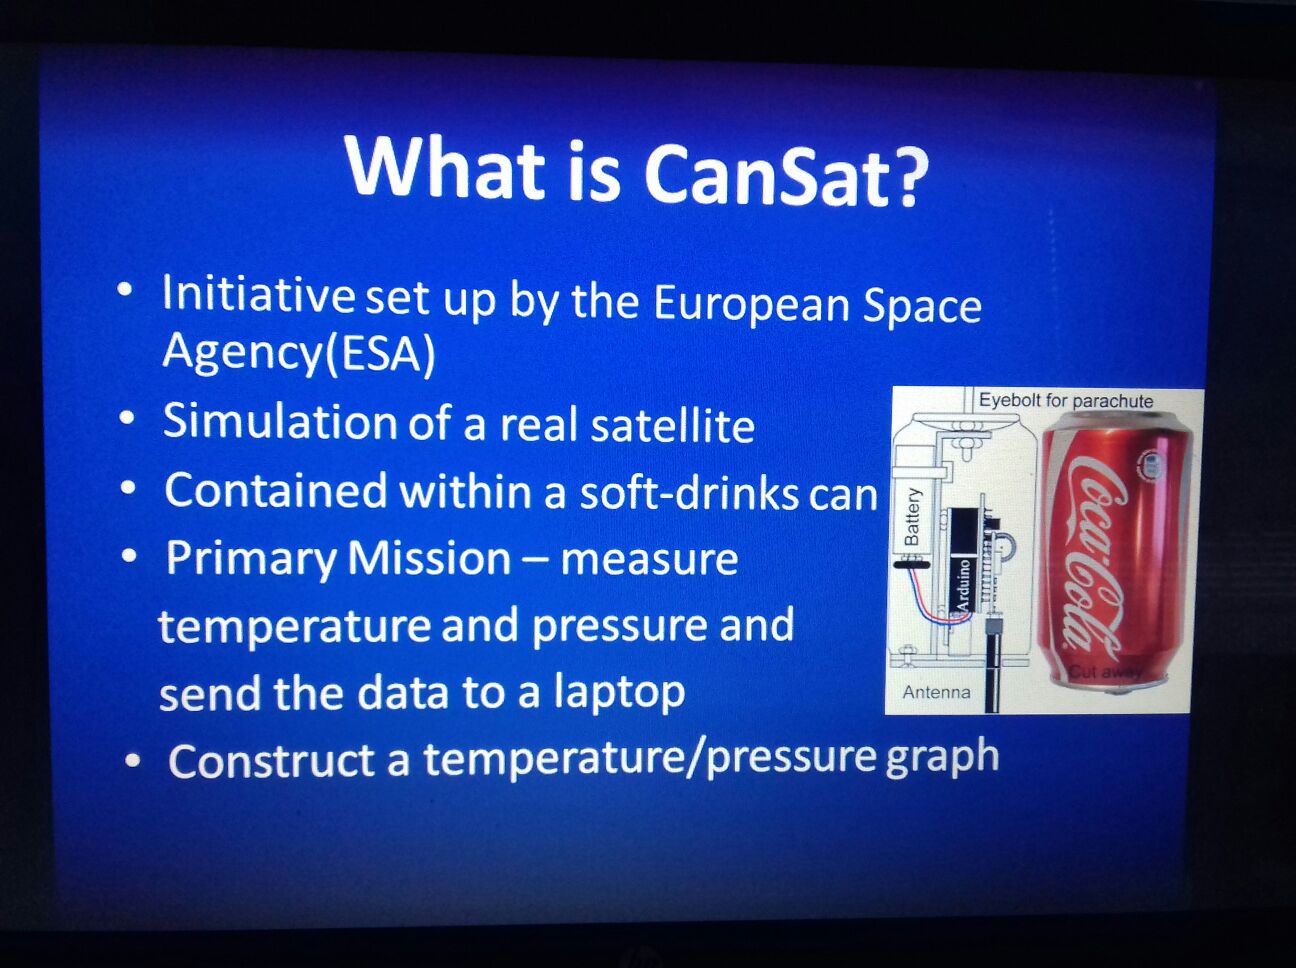 What is CanSat?
• Initiative set up by the European Space
Agency(ESA)
• Simulation of a real satellite
• Contained within a soft-drinks can
• Primary Mission – measure
temperature and pressure and
send the data to a laptop
• Construct a temperature/pressure graph
Eyebolt for parachute
Battery
Arduino
Antenna
Coca-Cola
Cut away
hp